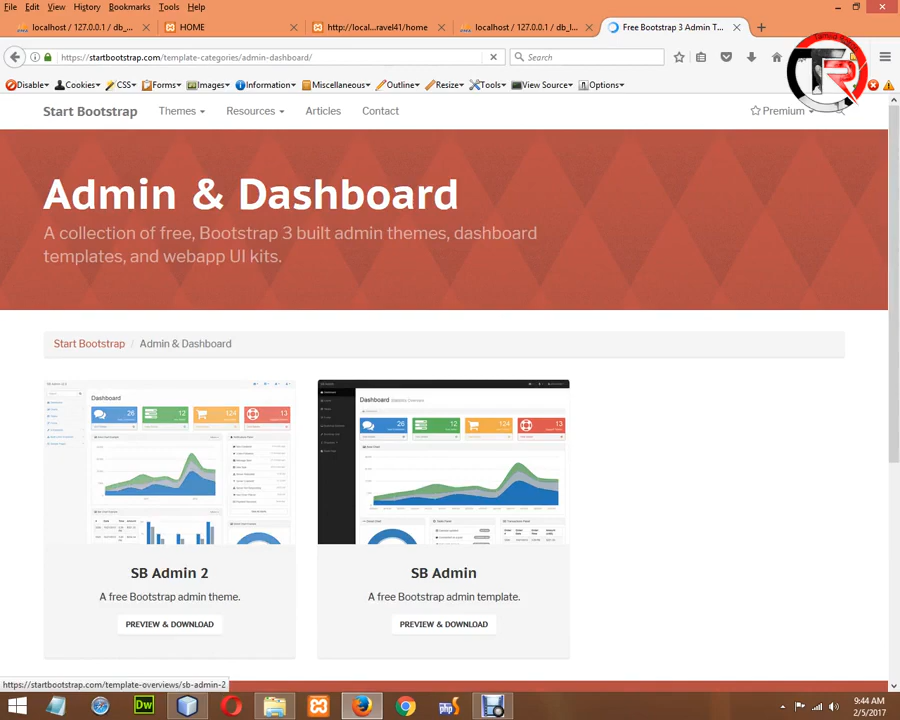 File Edit View History Bookmarks Tools Help
localhost / 127.0.0.1 / db_...
HOME
http://local...ravel41/home
localhost / 127.0.0.1 / db_l...
Free Bootstrap 3 Admin T...
https://startbootstrap.com/template-categories/admin-dashboard/
Search
Disable Cookies CSS Forms Images Information Miscellaneous Outline Resize Tools View Source Options
Start Bootstrap Themes Resources Articles Contact Premium
Admin & Dashboard
A collection of free, Bootstrap 3 built admin themes, dashboard
templates, and webapp UI kits.
Start Bootstrap / Admin & Dashboard
Dashboard
26 12 124 13
Dashboard Statistics Overview
26 12 124 13
SB Admin 2
A free Bootstrap admin theme.
PREVIEW & DOWNLOAD
SB Admin
A free Bootstrap admin template.
PREVIEW & DOWNLOAD
https://startbootstrap.com/template-overviews/sb-admin-2
Dw
php
9:44 AM
2/5/2017